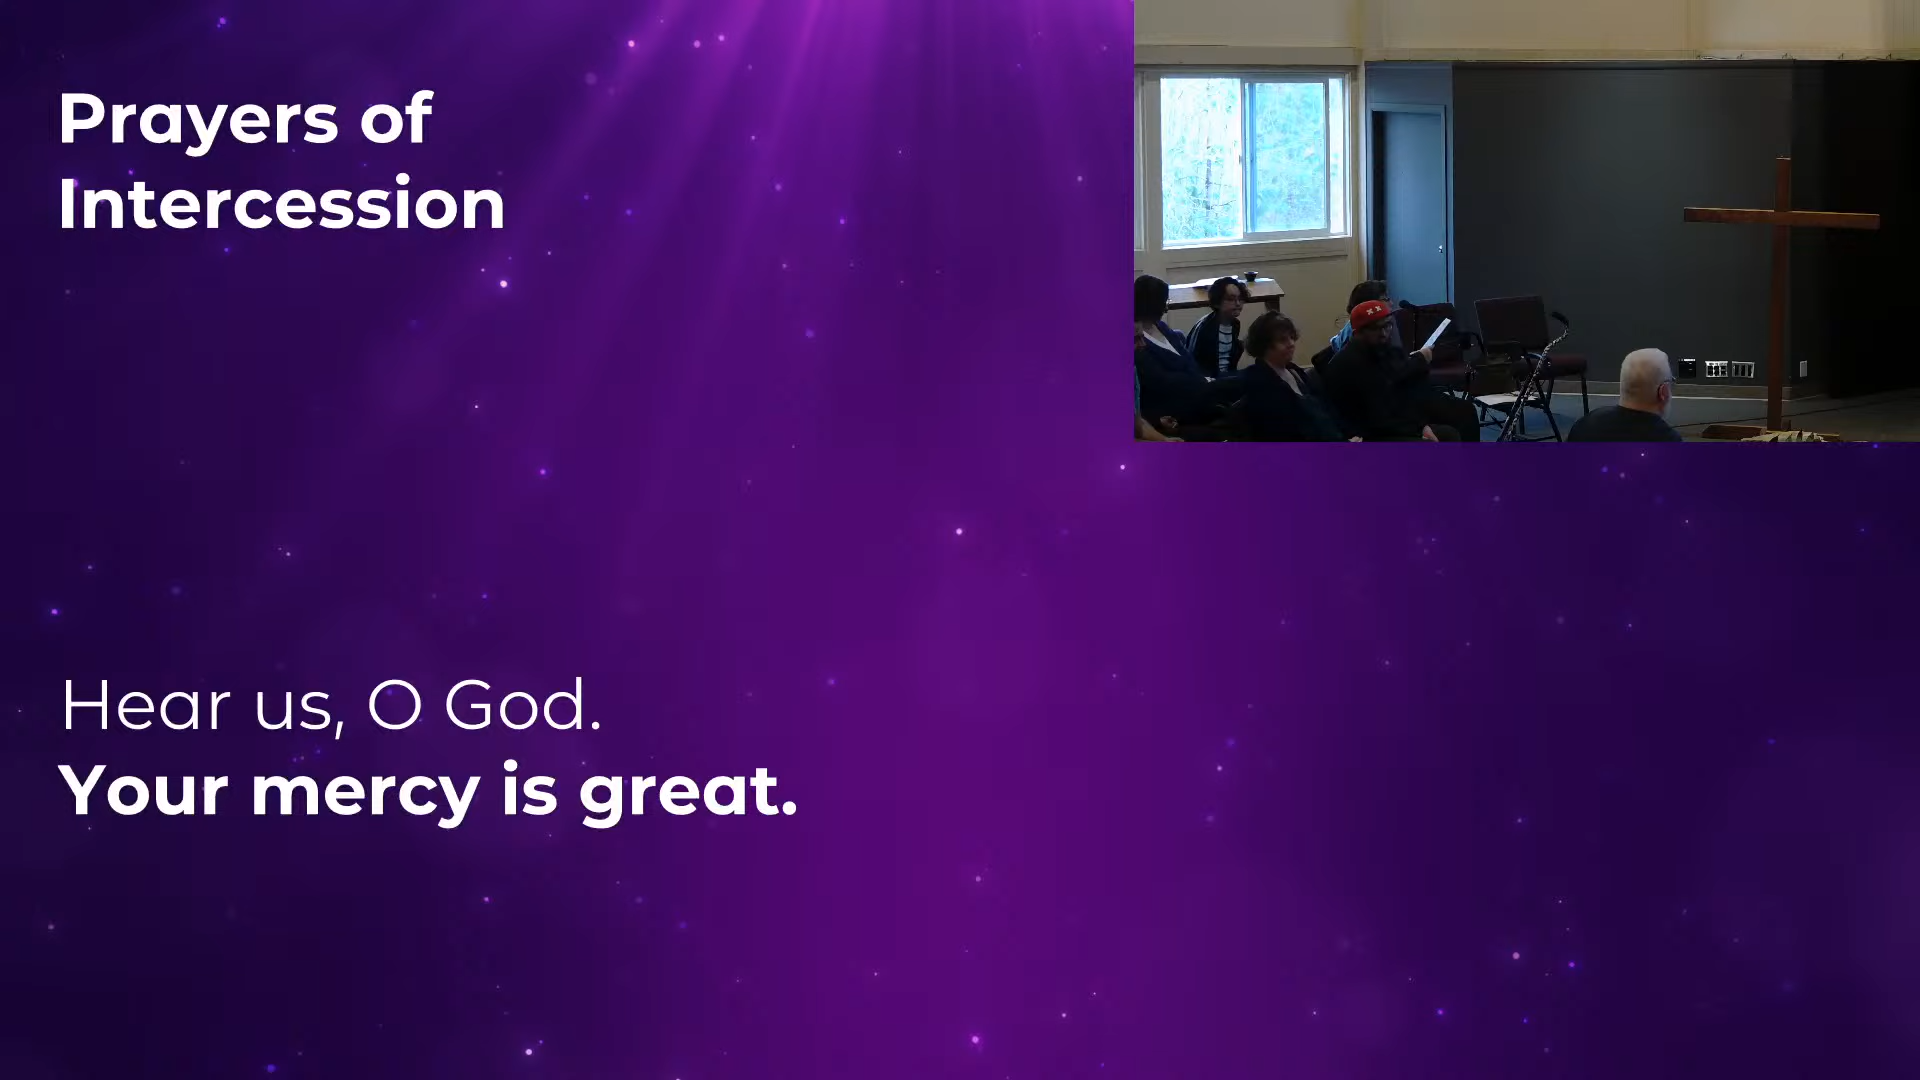 Prayers of
Intercession
Hear us, O God.
Your mercy is great.